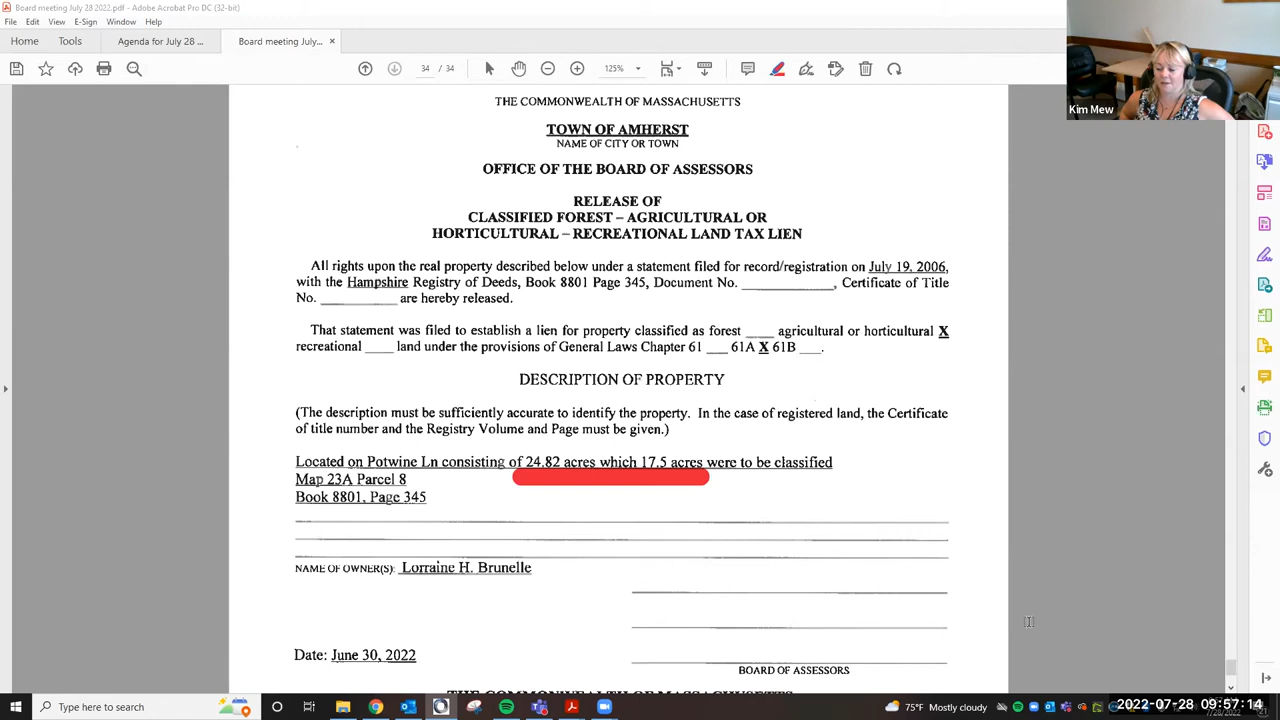 Board meeting July 28 2022.pdf - Adobe Acrobat Pro DC (32-bit)
File Edit View E-Sign Window Help
Home Tools Agenda for July 28 ... Board meeting July... ×
34 / 34 125%
Kim Mew
THE COMMONWEALTH OF MASSACHUSETTS
TOWN OF AMHERST
NAME OF CITY OR TOWN
OFFICE OF THE BOARD OF ASSESSORS
RELEASE OF
CLASSIFIED FOREST – AGRICULTURAL OR
HORTICULTURAL – RECREATIONAL LAND TAX LIEN
All rights upon the real property described below under a statement filed for record/registration on July 19, 2006,
with the Hampshire Registry of Deeds, Book 8801 Page 345, Document No. ______________, Certificate of Title
No. ____________ are hereby released.
That statement was filed to establish a lien for property classified as forest ____ agricultural or horticultural X
recreational ____ land under the provisions of General Laws Chapter 61 ___ 61A X 61B ___.
DESCRIPTION OF PROPERTY
(The description must be sufficiently accurate to identify the property. In the case of registered land, the Certificate
of title number and the Registry Volume and Page must be given.)
Located on Potwine Ln consisting of 24.82 acres which 17.5 acres were to be classified
Map 23A Parcel 8
Book 8801, Page 345
NAME OF OWNER(S): Lorraine H. Brunelle
Date: June 30, 2022
BOARD OF ASSESSORS
THE COMMONWEALTH OF MASSACHUSETTS
Type here to search
75°F Mostly cloudy
2022-07-28 09:57:14